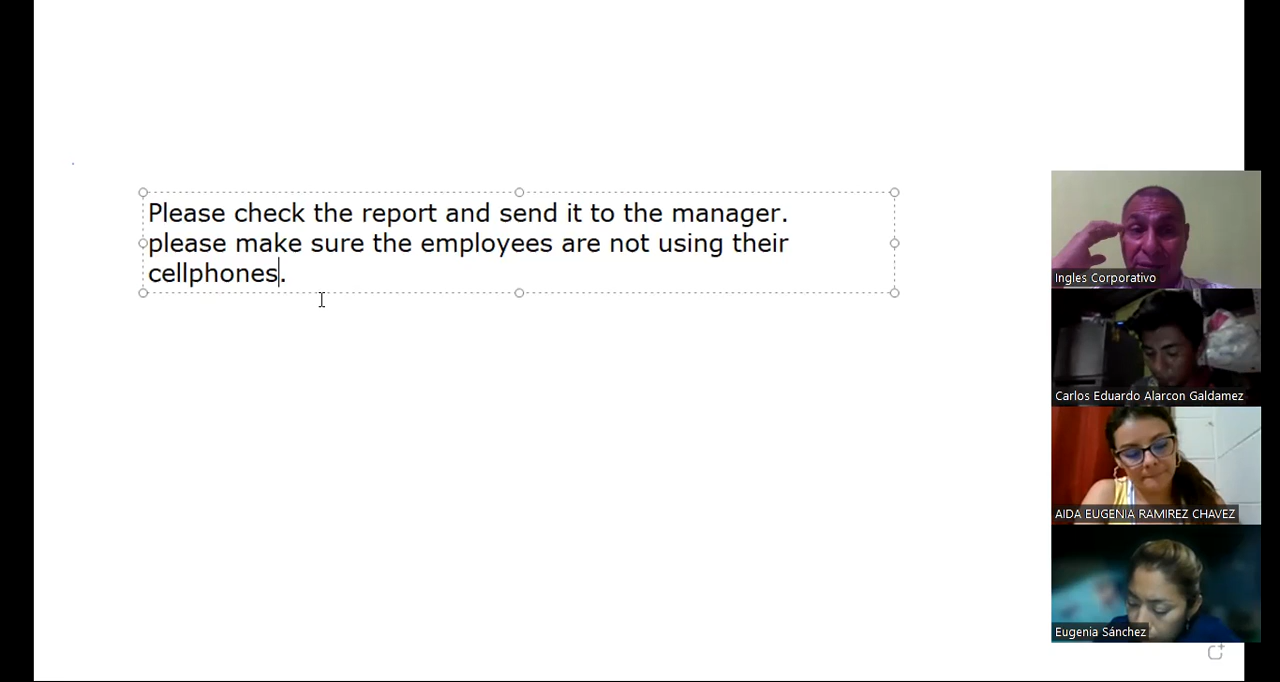 Please check the report and send it to the manager.
please make sure the employees are not using their
cellphones.
Ingles Corporativo
Carlos Eduardo Alarcon Galdamez
AIDA EUGENIA RAMIREZ CHAVEZ
Eugenia Sánchez